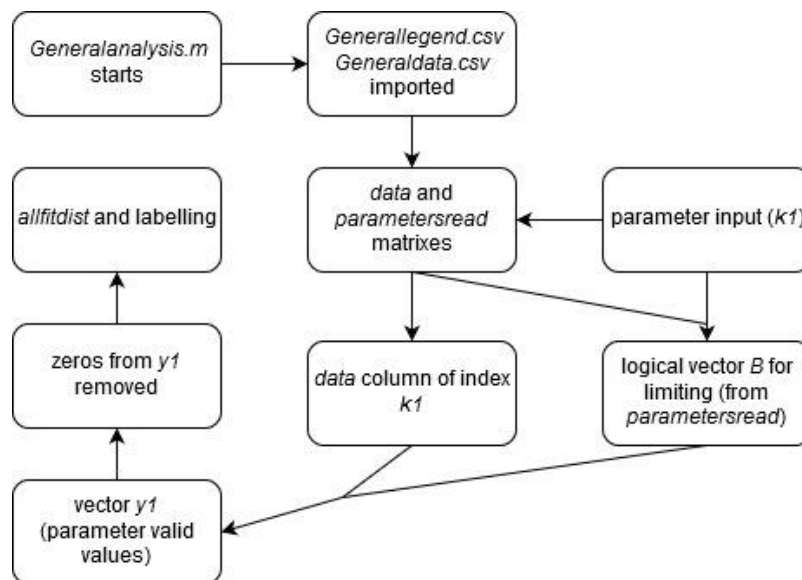 Generalanalysis.m
starts
Generallegend.csv
Generaldata.csv
imported
allfitdist and labelling
data and
parametersread
matrixes
parameter input (k1)
zeros from y1
removed
data column of index
k1
logical vector B for
limiting (from
parametersread)
vector y1
(parameter valid
values)